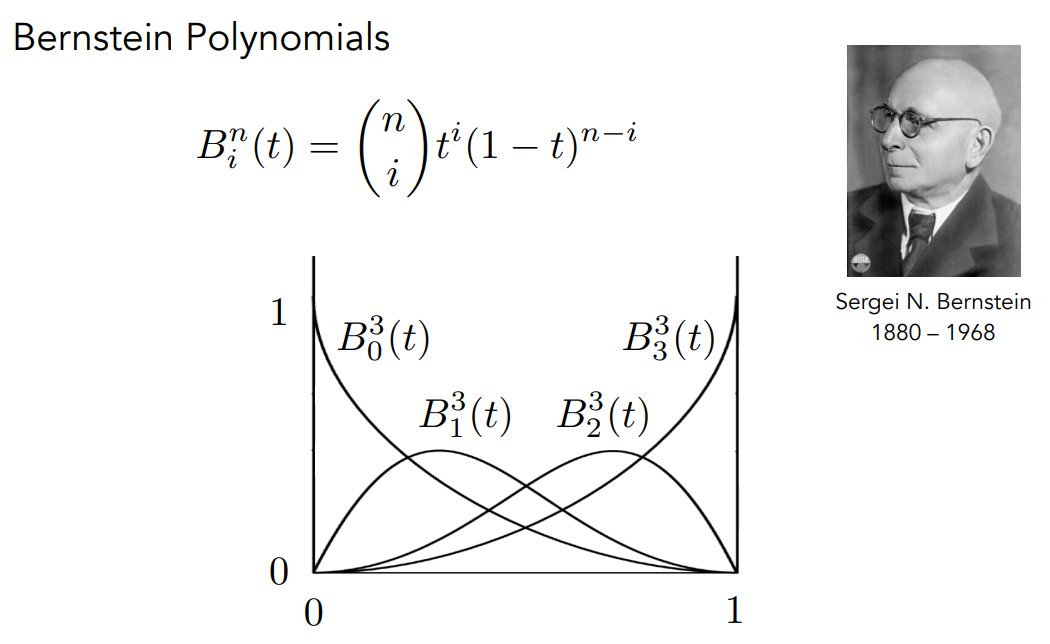 Bernstein Polynomials
$B_i^n(t) = \binom{n}{i} t^i (1-t)^{n-i}$
1
$B_0^3(t)$
$B_3^3(t)$
$B_1^3(t)$
$B_2^3(t)$
0
0
1
Sergei N. Bernstein
1880 – 1968